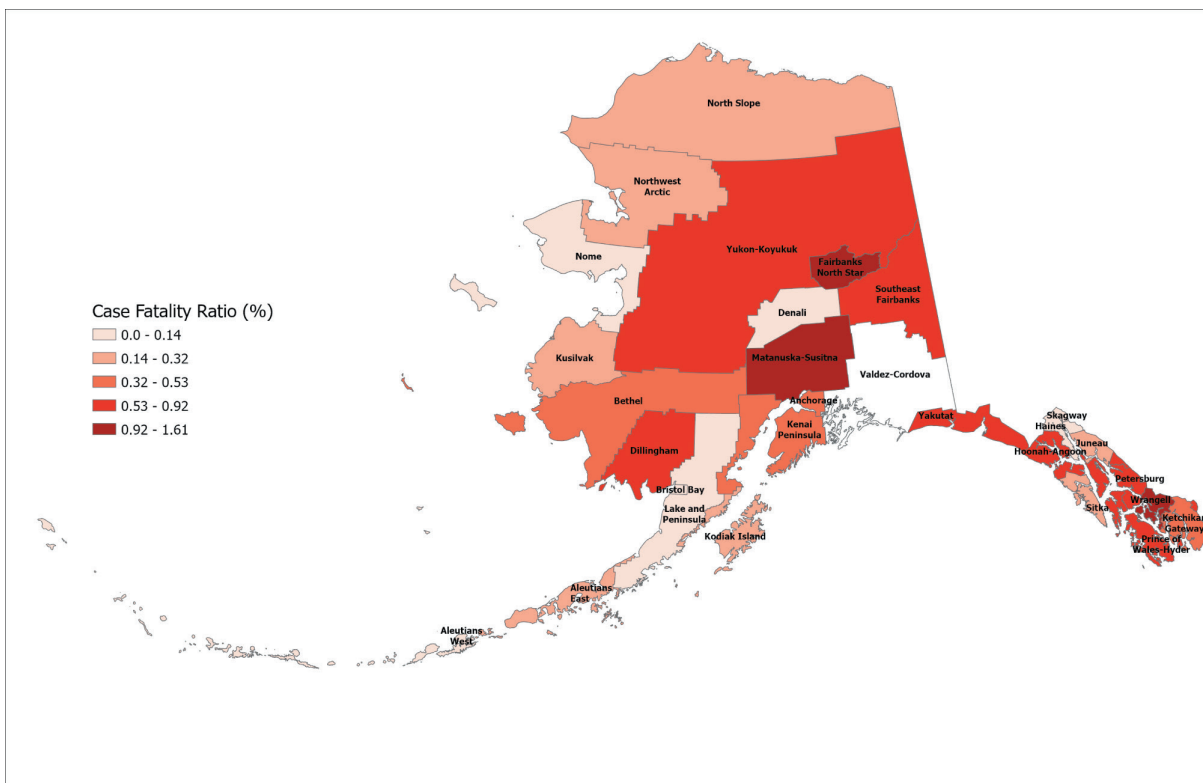 North Slope
Northwest
Arctic
Nome
Yukon-Koyukuk
Fairbanks
North Star
Southeast
Fairbanks
Denali
Case Fatality Ratio (%)
0.0 - 0.14
0.14 - 0.32
0.32 - 0.53
0.53 - 0.92
0.92 - 1.61
Kusilvak
Matanuska-Susitna
Valdez-Cordova
Bethel
Anchorage
Kenai
Peninsula
Yakutat
Skagway
Haines
Juneau
Hoonah-Angoon
Dillingham
Petersburg
Bristol Bay
Wrangell
Lake and
Peninsula
Sitka
Ketchikan
Gateway
Kodiak Island
Prince of
Wales-Hyder
Aleutians
East
Aleutians
West